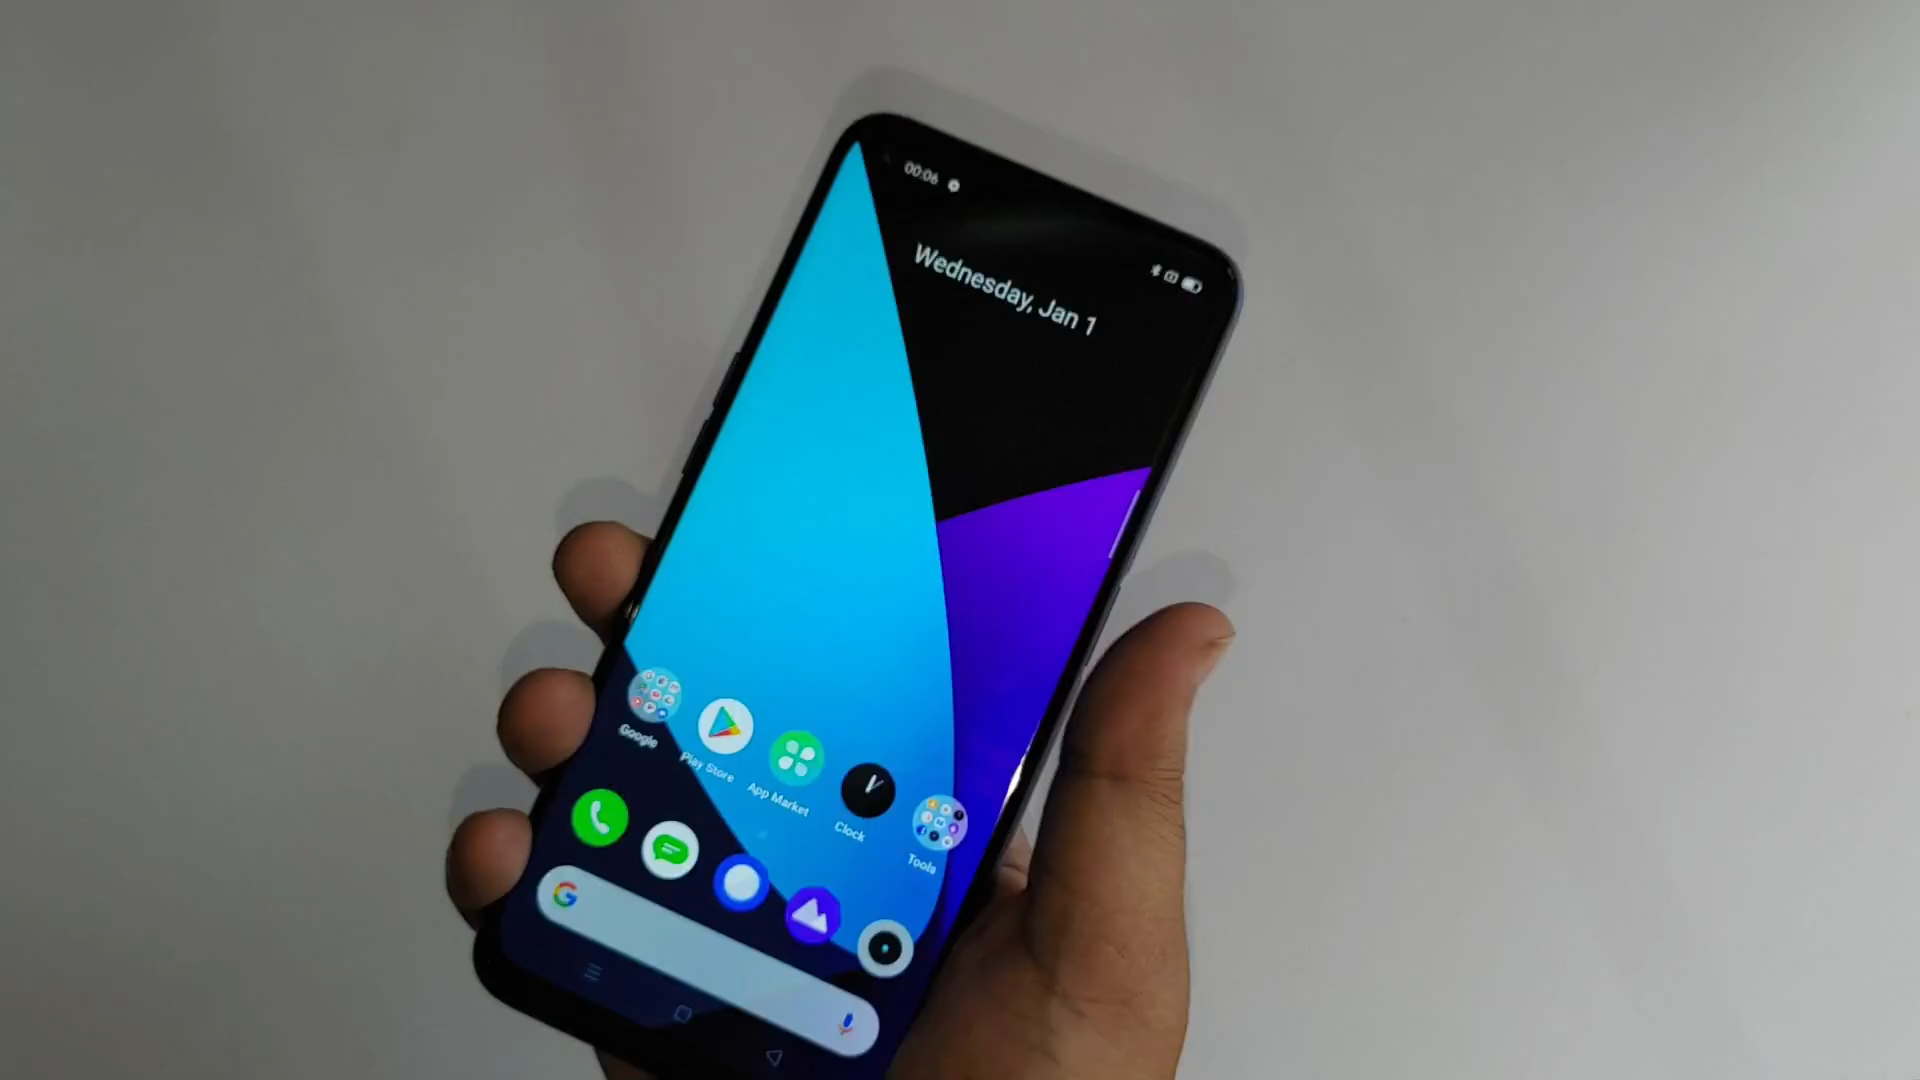 00:06
Wednesday, Jan 1
Google
Play Store
App Market
Clock
Tools